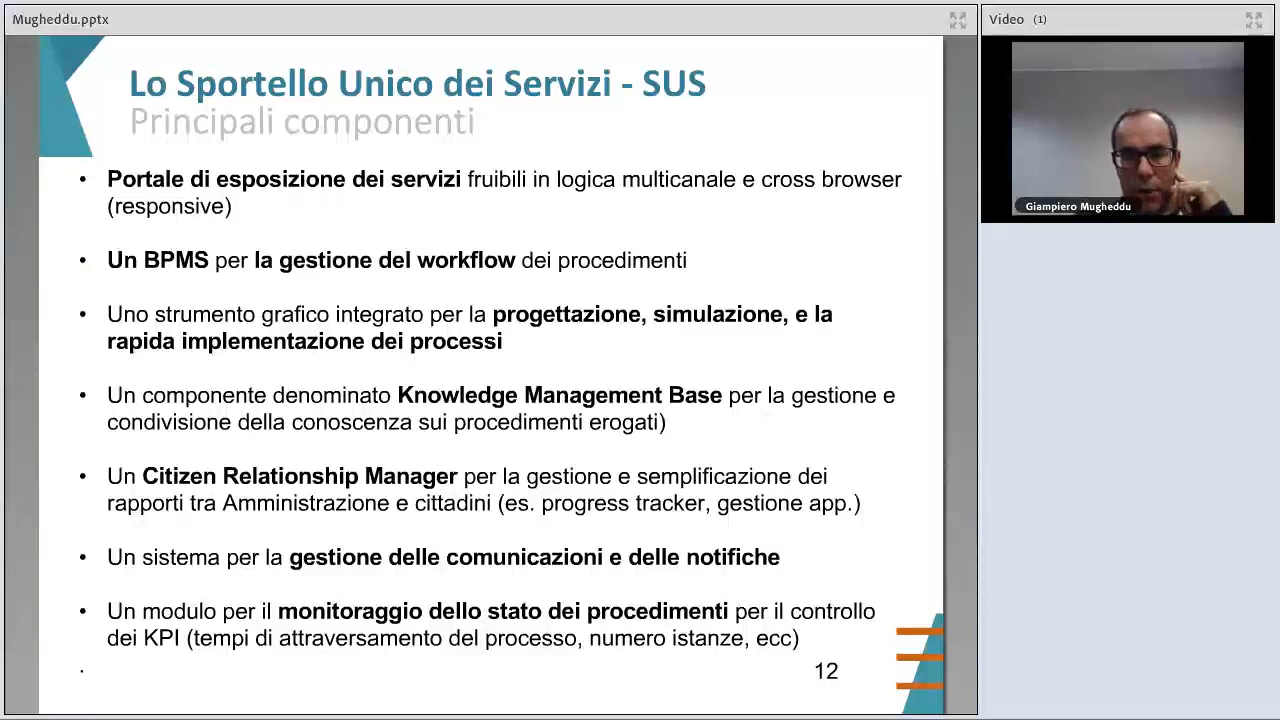 Mugheddu.pptx
Video (1)
Lo Sportello Unico dei Servizi - SUS
Principali componenti
• Portale di esposizione dei servizi fruibili in logica multicanale e cross browser
(responsive)
• Un BPMS per la gestione del workflow dei procedimenti
• Uno strumento grafico integrato per la progettazione, simulazione, e la
rapida implementazione dei processi
• Un componente denominato Knowledge Management Base per la gestione e
condivisione della conoscenza sui procedimenti erogati)
• Un Citizen Relationship Manager per la gestione e semplificazione dei
rapporti tra Amministrazione e cittadini (es. progress tracker, gestione app.)
• Un sistema per la gestione delle comunicazioni e delle notifiche
• Un modulo per il monitoraggio dello stato dei procedimenti per il controllo
dei KPI (tempi di attraversamento del processo, numero istanze, ecc)
.
12
Giampiero Mugheddu